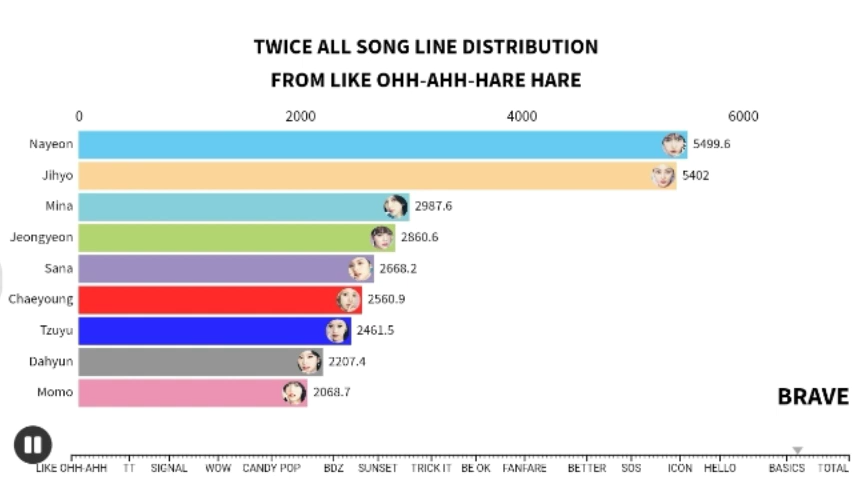 TWICE ALL SONG LINE DISTRIBUTION
FROM LIKE OHH-AHH-HARE HARE
0 2000 4000 6000
Nayeon 5499.6
Jihyo 5402
Mina 2987.6
Jeongyeon 2860.6
Sana 2668.2
Chaeyoung 2560.9
Tzuyu 2461.5
Dahyun 2207.4
Momo 2068.7
BRAVE
LIKE OHH-AHH TT SIGNAL WOW CANDY POP BDZ SUNSET TRICK IT BE OK FANFARE BETTER SOS ICON HELLO BASICS TOTAL